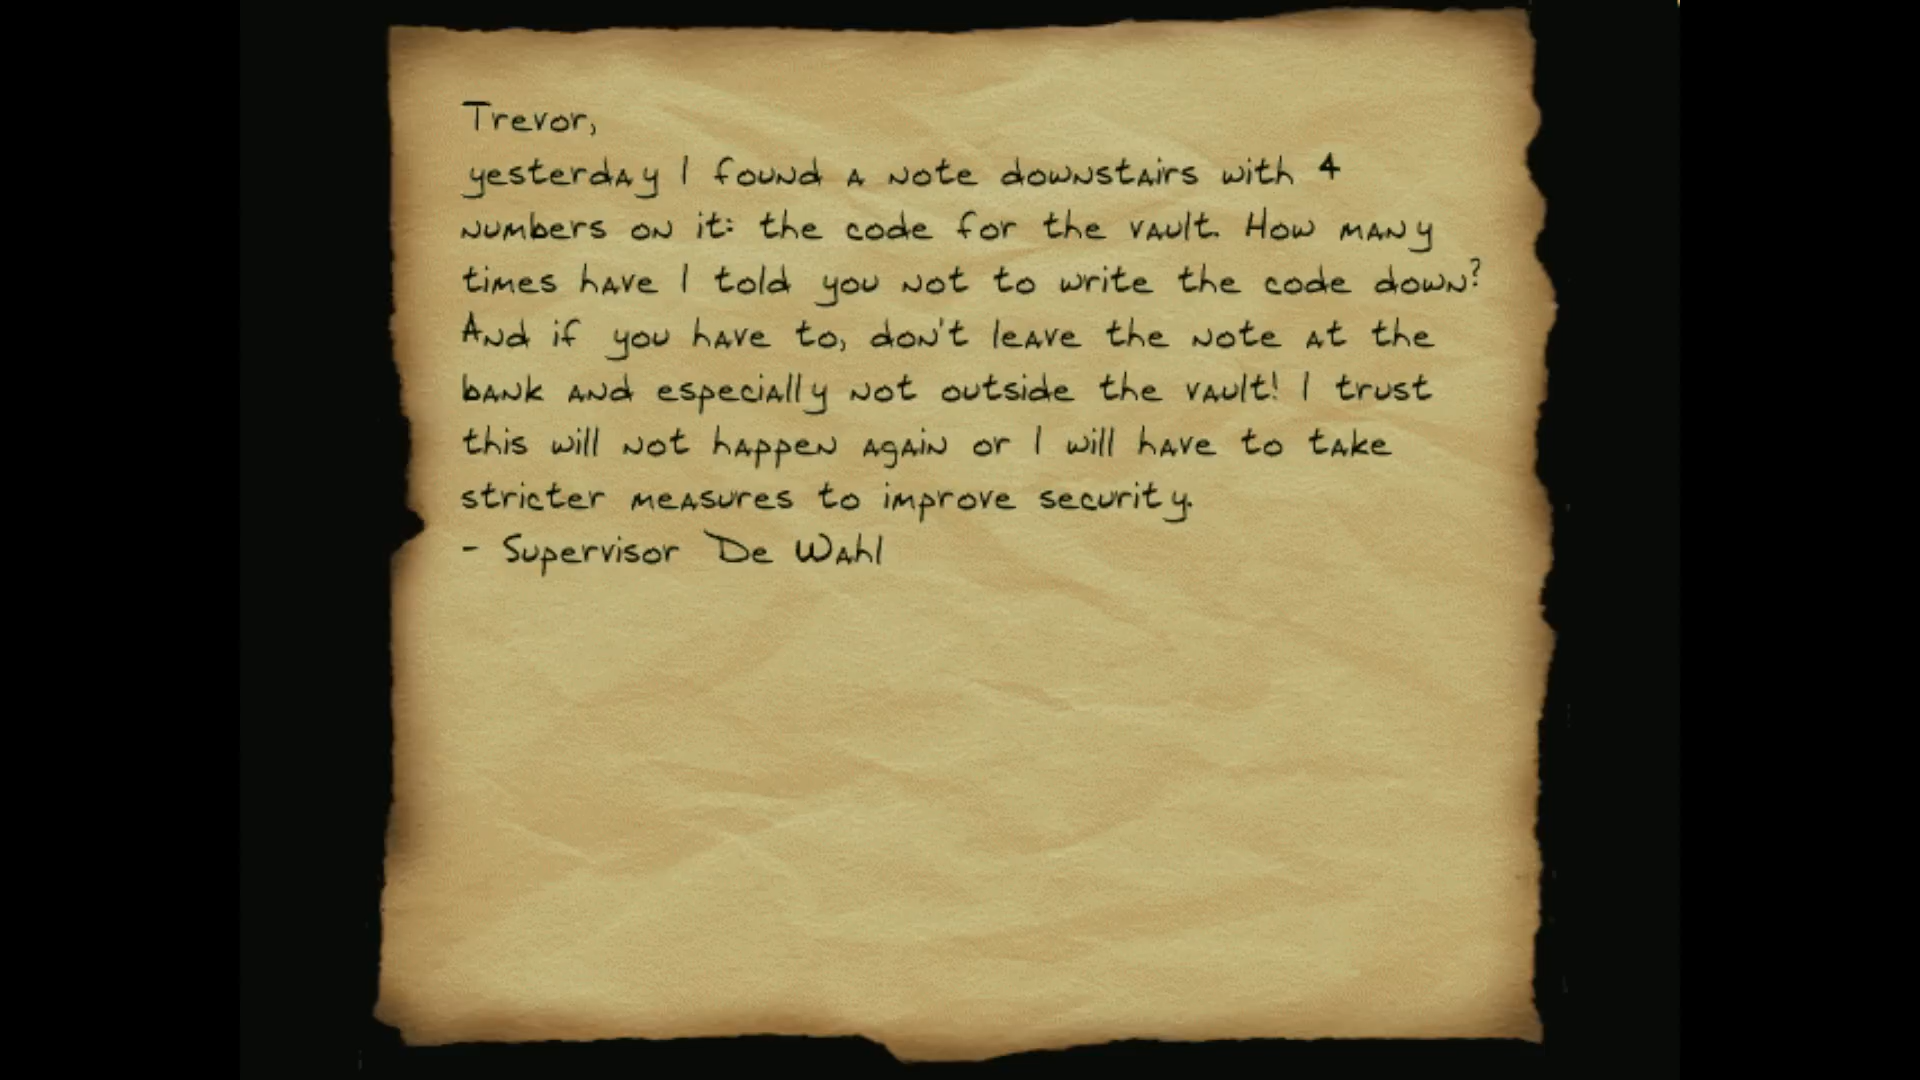 Trevor,
yesterday I found a note downstairs with 4
numbers on it: the code for the vault. How many
times have I told you not to write the code down?
And if you have to, don't leave the note at the
bank and especially not outside the vault! I trust
this will not happen again or I will have to take
stricter measures to improve security.
- Supervisor De Wahl